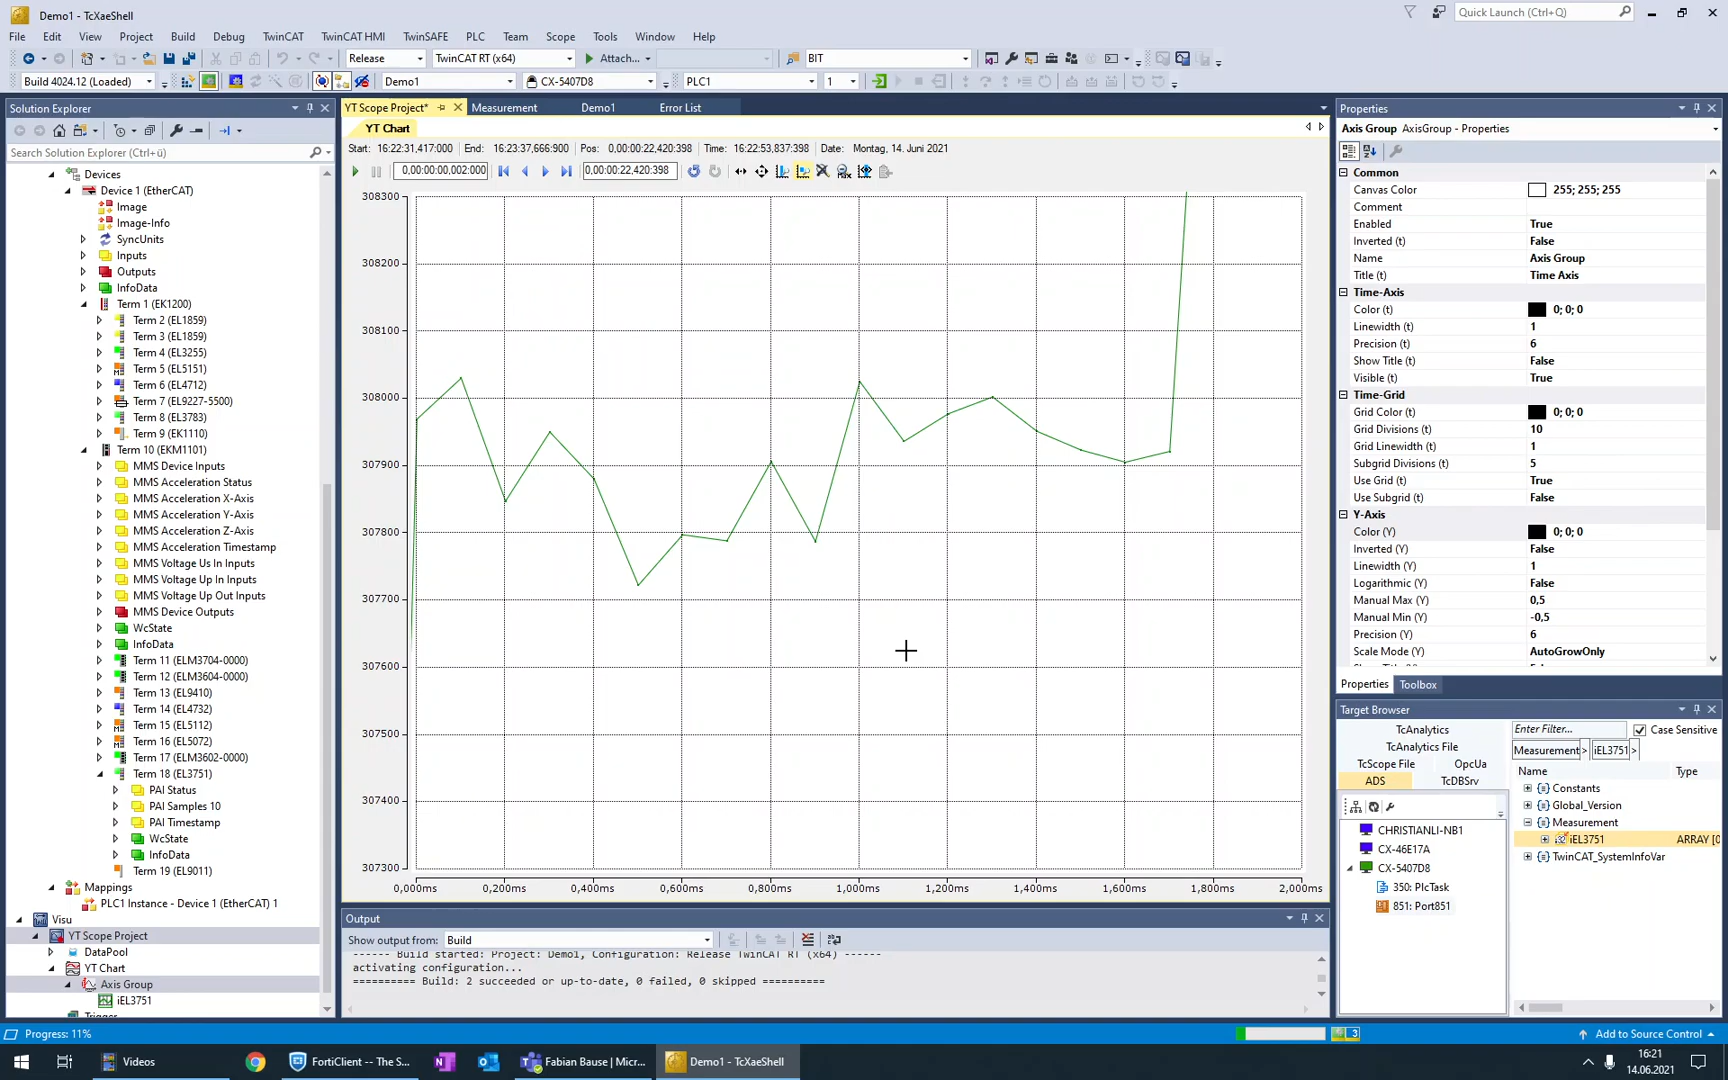 Demo1 - TcXaeShell
Quick Launch (Ctrl+Q)
File Edit View Project Build Debug TwinCAT TwinCAT HMI TwinSAFE PLC Team Scope Tools Window Help
Release TwinCAT RT (x64) Attach... BIT
Build 4024.12 (Loaded) Demo1 CX-5407D8 PLC1 1
Solution Explorer
Search Solution Explorer (Ctrl+ü)
Devices
Device 1 (EtherCAT)
Image
Image-Info
SyncUnits
Inputs
Outputs
InfoData
Term 1 (EK1200)
Term 2 (EL1859)
Term 3 (EL1859)
Term 4 (EL3255)
Term 5 (EL5151)
Term 6 (EL4712)
Term 7 (EL9227-5500)
Term 8 (EL3783)
Term 9 (EK1110)
Term 10 (EKM1101)
MMS Device Inputs
MMS Acceleration Status
MMS Acceleration X-Axis
MMS Acceleration Y-Axis
MMS Acceleration Z-Axis
MMS Acceleration Timestamp
MMS Voltage Us In Inputs
MMS Voltage Up In Inputs
MMS Voltage Up Out Inputs
MMS Device Outputs
WcState
InfoData
Term 11 (ELM3704-0000)
Term 12 (ELM3604-0000)
Term 13 (EL9410)
Term 14 (EL4732)
Term 15 (EL5112)
Term 16 (EL5072)
Term 17 (ELM3602-0000)
Term 18 (EL3751)
PAI Status
PAI Samples 10
PAI Timestamp
WcState
InfoData
Term 19 (EL9011)
Mappings
PLC1 Instance - Device 1 (EtherCAT) 1
Visu
YT Scope Project
DataPool
YT Chart
Axis Group
iEL3751
Trigger
YT Scope Project* Measurement Demo1 Error List
YT Chart
Start: 16:22:31,417:000 End: 16:23:37,666:900 Pos: 0,00:00:22,420:398 Time: 16:22:53,837:398 Date: Montag, 14. Juni 2021
0,00:00:00,002:000 0,00:00:22,420:398
308300
308200
308100
308000
307900
307800
307700
307600
307500
307400
307300
0,000ms 0,200ms 0,400ms 0,600ms 0,800ms 1,000ms 1,200ms 1,400ms 1,600ms 1,800ms 2,000ms
Output
Show output from: Build
------ Build started: Project: Demo1, Configuration: Release TwinCAT RT (x64) ------
activating configuration...
========== Build: 2 succeeded or up-to-date, 0 failed, 0 skipped ==========
Properties
Axis Group AxisGroup - Properties
Common
Canvas Color 255; 255; 255
Comment
Enabled True
Inverted (t) False
Name Axis Group
Title (t) Time Axis
Time-Axis
Color (t) 0; 0; 0
Linewidth (t) 1
Precision (t) 6
Show Title (t) False
Visible (t) True
Time-Grid
Grid Color (t) 0; 0; 0
Grid Divisions (t) 10
Grid Linewidth (t) 1
Subgrid Divisions (t) 5
Use Grid (t) True
Use Subgrid (t) False
Y-Axis
Color (Y) 0; 0; 0
Inverted (Y) False
Linewidth (Y) 1
Logarithmic (Y) False
Manual Max (Y) 0,5
Manual Min (Y) -0,5
Precision (Y) 6
Scale Mode (Y) AutoGrowOnly
Properties Toolbox
Target Browser
TcAnalytics
TcAnalytics File
TcScope File OpcUa
ADS TcDBSrv
CHRISTIANLI-NB1
CX-46E17A
CX-5407D8
350: PlcTask
851: Port851
Enter Filter... Case Sensitive
Measurement> iEL3751 >
Name Type
Constants
Global_Version
Measurement
iEL3751 ARRAY [0
TwinCAT_SystemInfoVar
Progress: 11%
3
Add to Source Control
Videos
FortiClient -- The S...
Fabian Bause | Micr...
Demo1 - TcXaeShell
16:21
14.06.2021